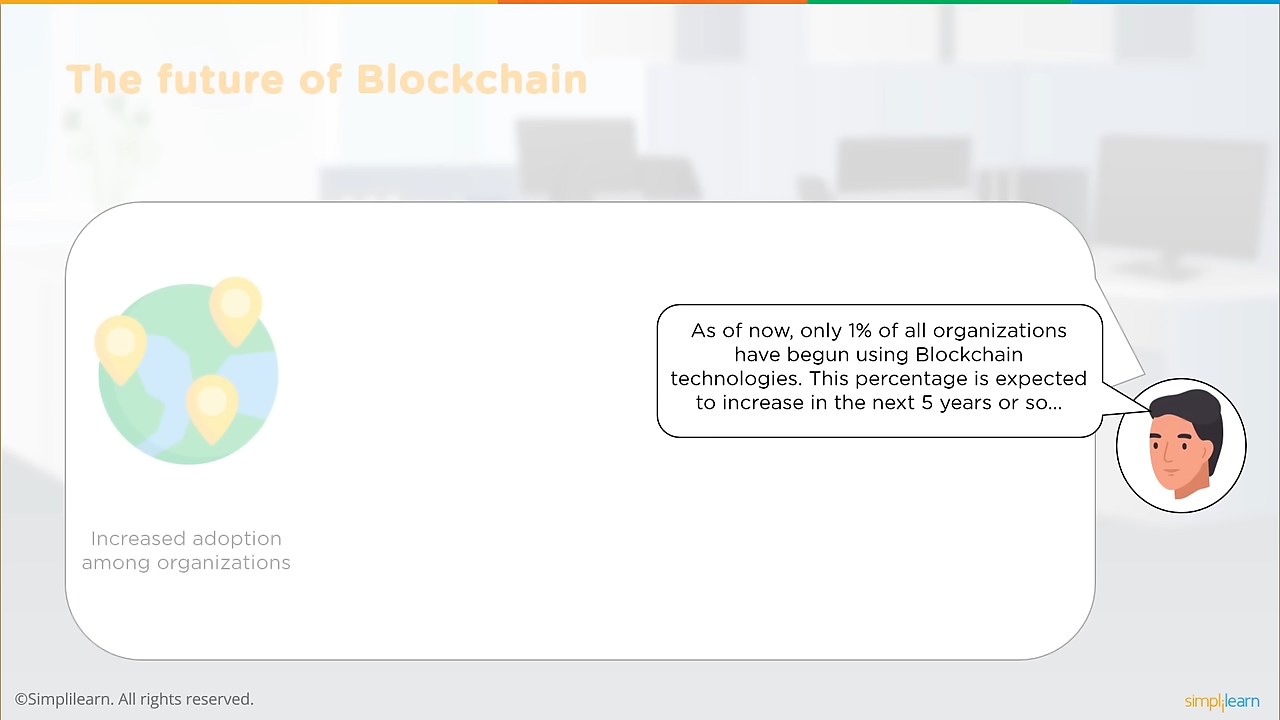 The future of Blockchain
As of now, only 1% of all organizations
have begun using Blockchain
technologies. This percentage is expected
to increase in the next 5 years or so...
Increased adoption
among organizations
©Simplilearn. All rights reserved.
simplilearn